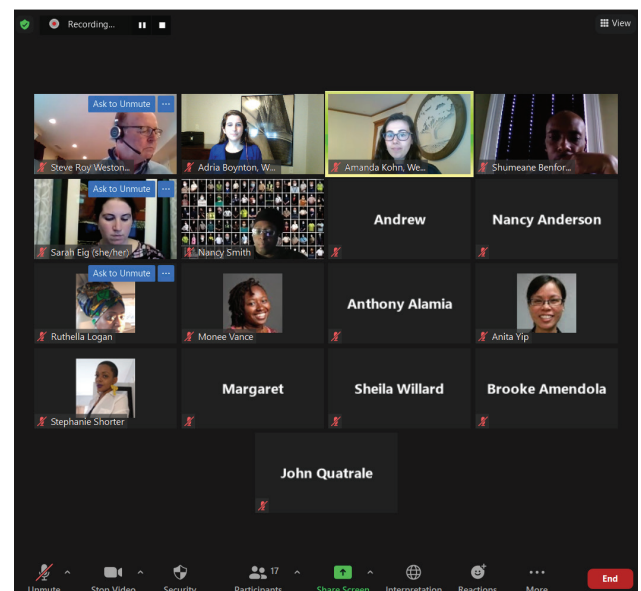 Recording...
View
Ask to Unmute ...
Steve Roy Weston...
Adria Boynton, W...
Amanda Kohn, We...
Shumeane Benfor...
Ask to Unmute ...
Sarah Eig (she/her)
Nancy Smith
Andrew
Nancy Anderson
Ask to Unmute ...
Ruthella Logan
Monee Vance
Anthony Alamia
Anita Yip
Stephanie Shorter
Margaret
Sheila Willard
Brooke Amendola
John Quatrale
17
End
Unmute Stop Video Security Participants Share Screen Interpretation Reactions More